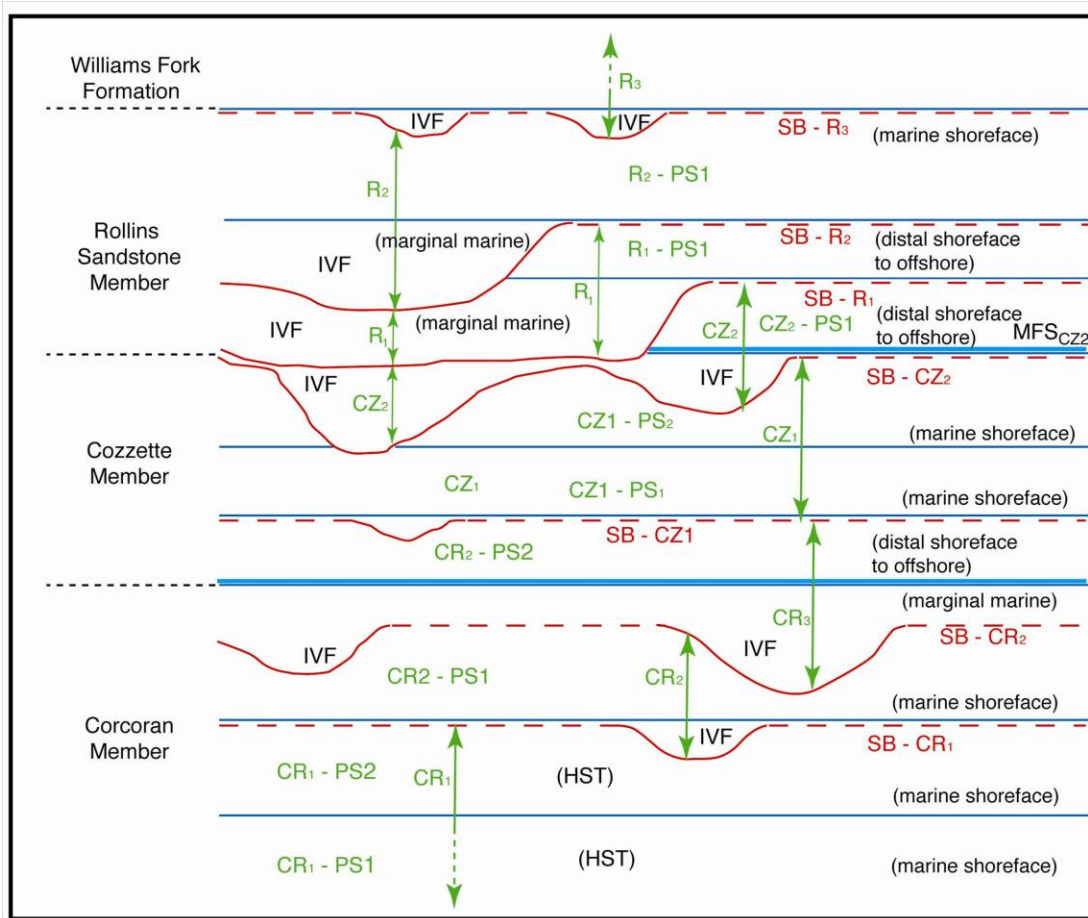 Williams Fork
Formation
R₃
IVF
IVF
SB - R₃
(marine shoreface)
R₂
R₂ - PS1
Rollins
Sandstone
Member
(marginal marine)
R₁ - PS1
SB - R₂
(distal shoreface
to offshore)
IVF
R₁
SB - R₁
IVF
R₁
(marginal marine)
CZ₂
CZ₂ - PS1
(distal shoreface
to offshore)
MFS_CZ2
IVF
CZ₂
IVF
SB - CZ₂
CZ1 - PS₂
CZ₁
(marine shoreface)
Cozzette
Member
CZ₁
CZ1 - PS₁
(marine shoreface)
SB - CZ1
CR₂ - PS2
(distal shoreface
to offshore)
(marginal marine)
CR₃
IVF
IVF
SB - CR₂
CR2 - PS1
CR₂
(marine shoreface)
Corcoran
Member
IVF
SB - CR₁
CR₁ - PS2
CR₁
(HST)
(marine shoreface)
CR₁ - PS1
(HST)
(marine shoreface)